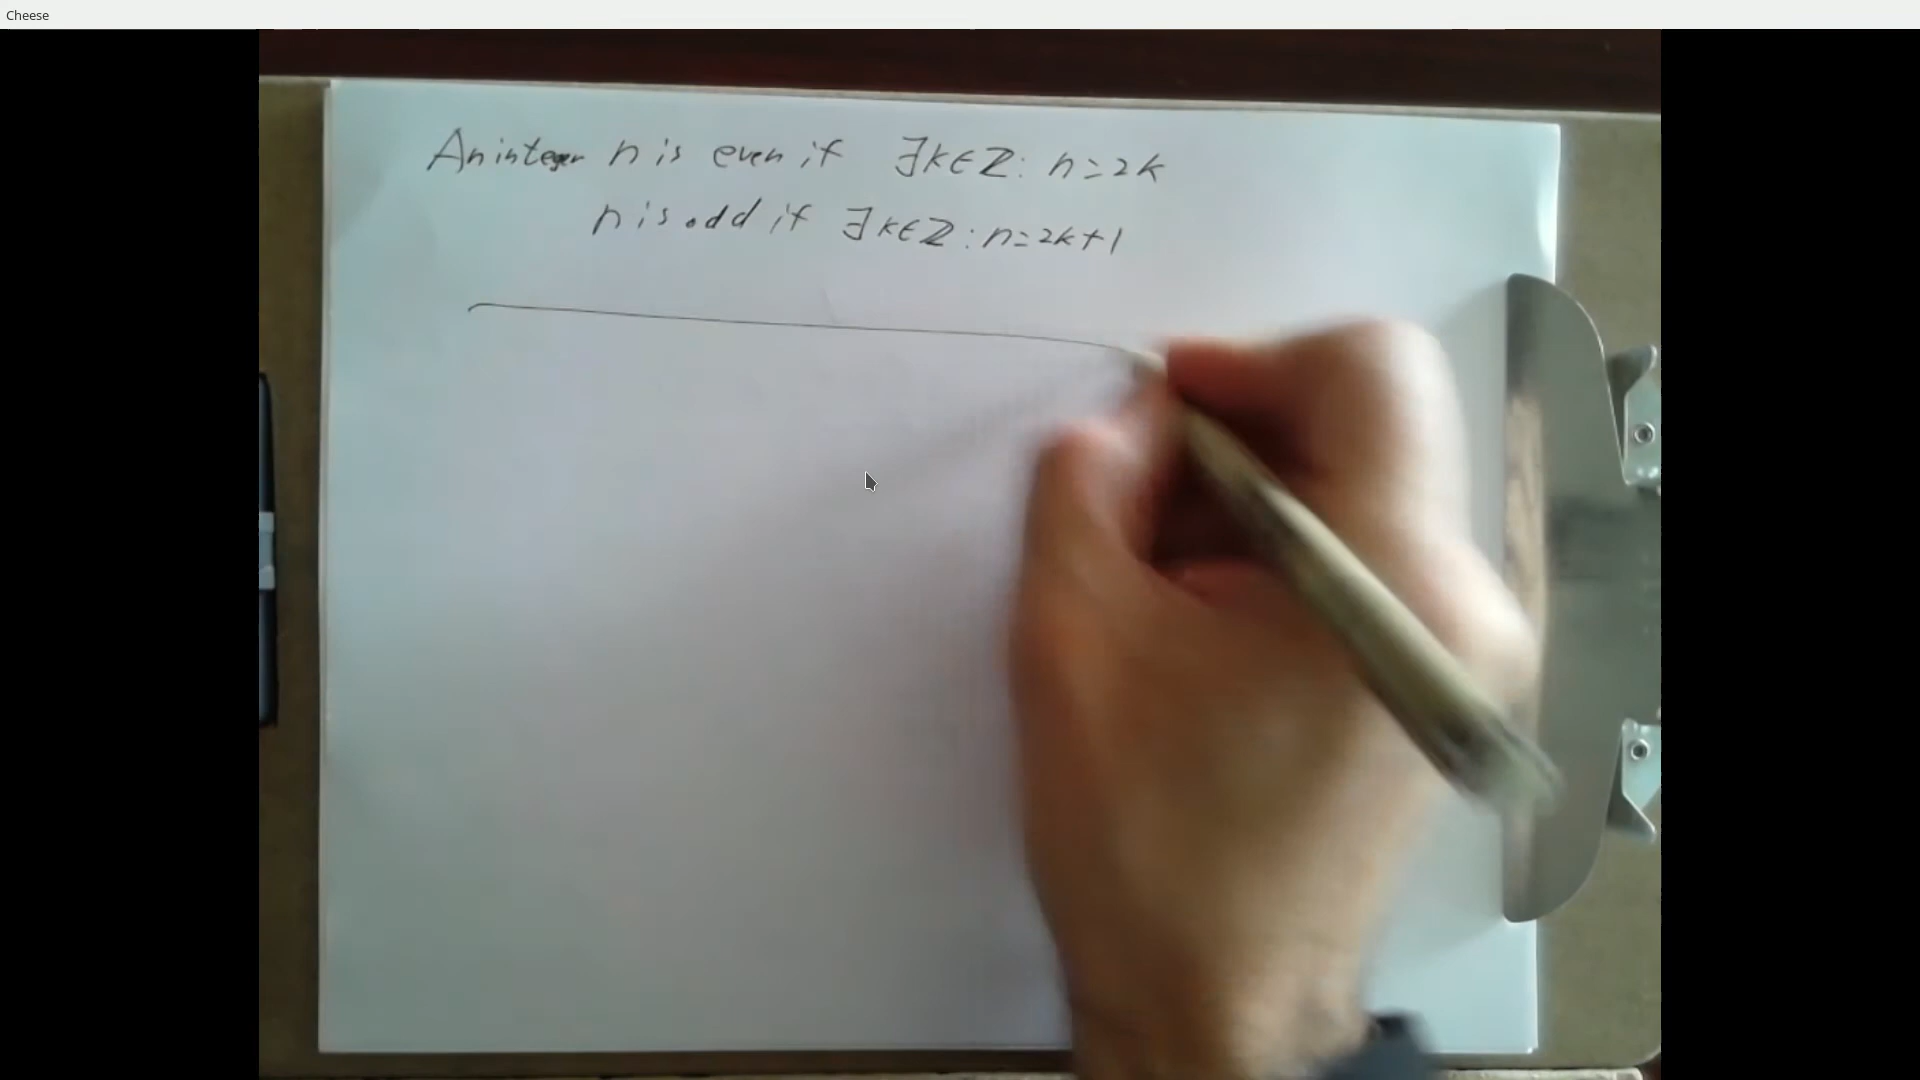 Cheese
An integer n is even if ∃k∈ℤ: n=2k
n is odd if ∃k∈ℤ: n=2k+1